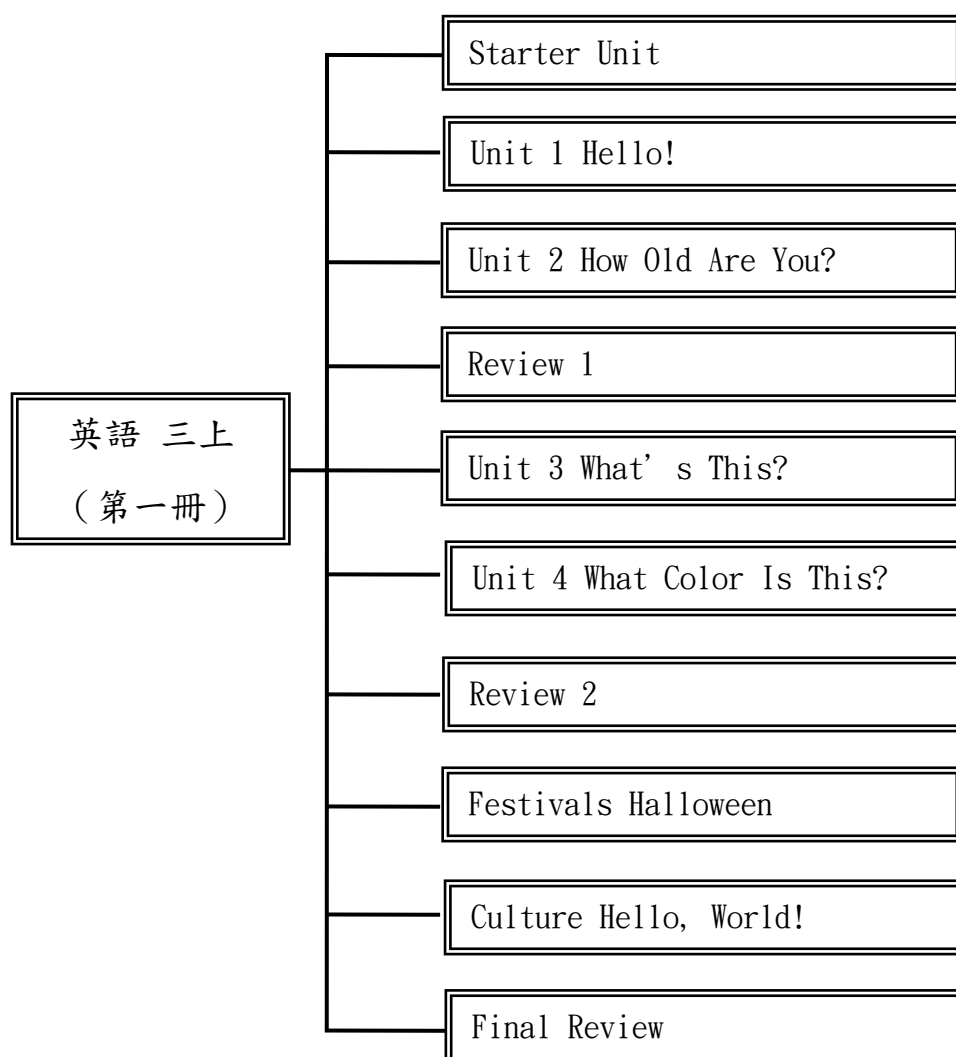 Starter Unit
Unit 1 Hello!
Unit 2 How Old Are You?
Review 1
英語 三上
（第一冊）
Unit 3 What’s This?
Unit 4 What Color Is This?
Review 2
Festivals Halloween
Culture Hello, World!
Final Review